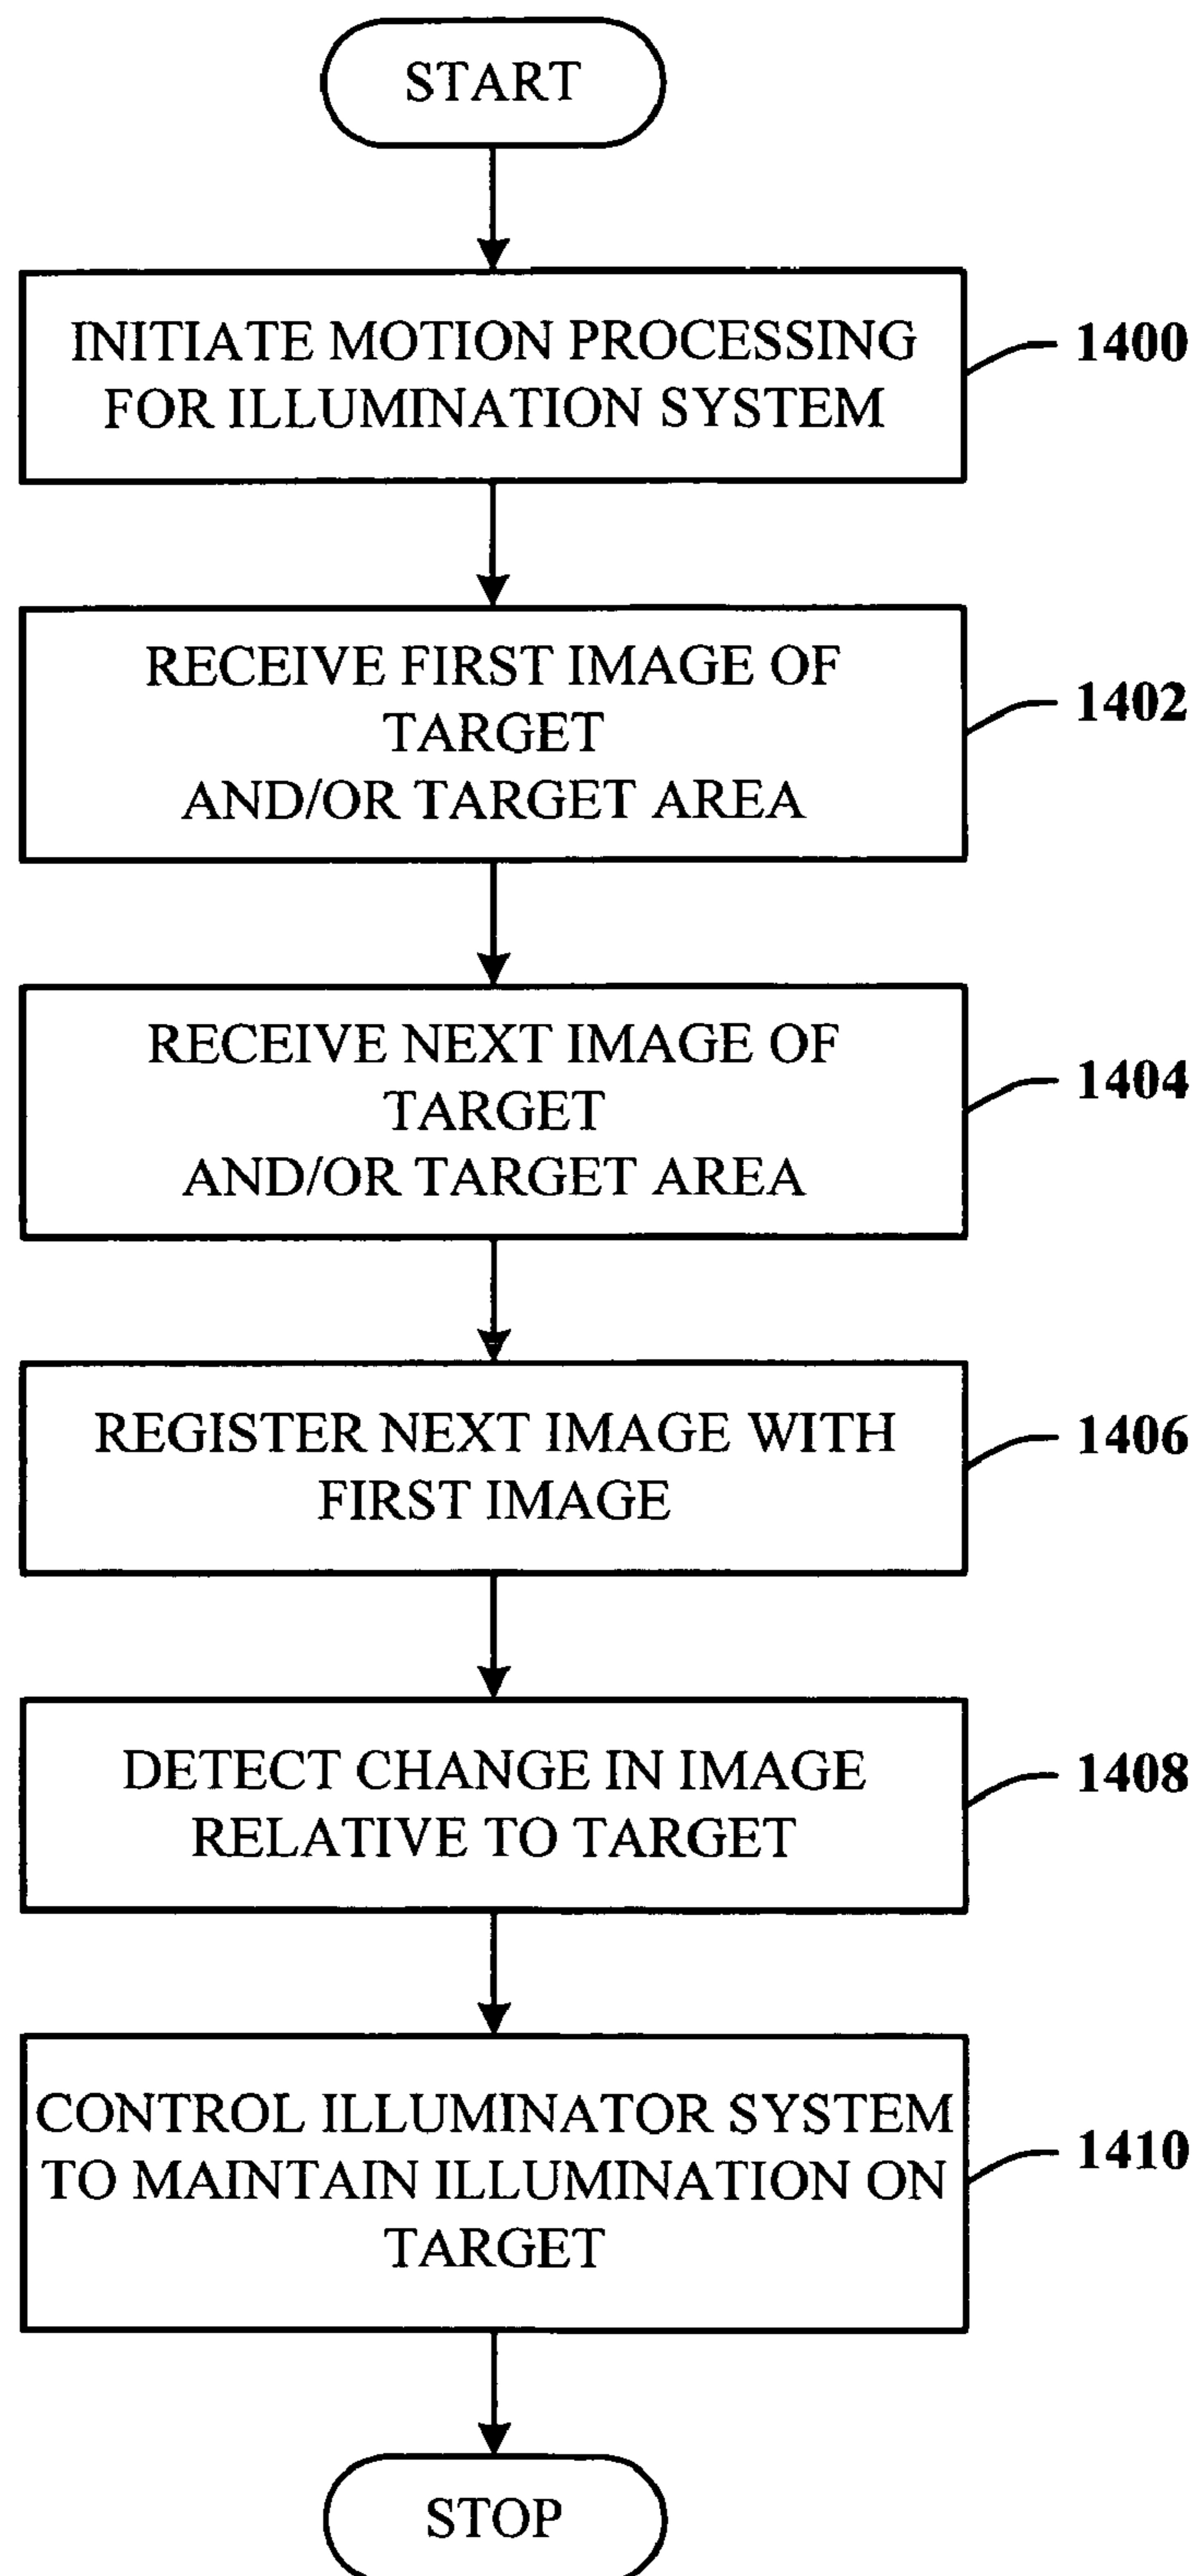 START
INITIATE MOTION PROCESSING
FOR ILLUMINATION SYSTEM
1400
RECEIVE FIRST IMAGE OF
TARGET
AND/OR TARGET AREA
1402
RECEIVE NEXT IMAGE OF
TARGET
AND/OR TARGET AREA
1404
REGISTER NEXT IMAGE WITH
FIRST IMAGE
1406
DETECT CHANGE IN IMAGE
RELATIVE TO TARGET
1408
CONTROL ILLUMINATOR SYSTEM
TO MAINTAIN ILLUMINATION ON
TARGET
1410
STOP